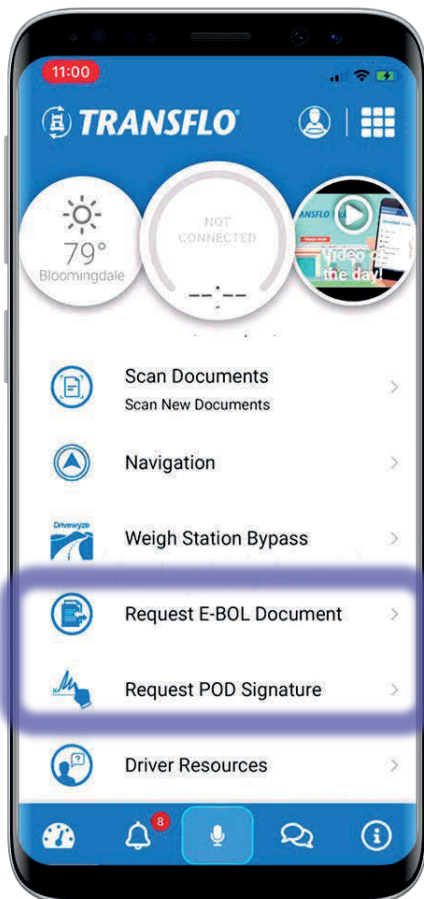 11:00
TRANSFLO
79°
Bloomingdale
NOT
CONNECTED
--:--
Video of
the day!
Scan Documents
Scan New Documents
Navigation
Drivewyze
Weigh Station Bypass
Request E-BOL Document
Request POD Signature
Driver Resources
8